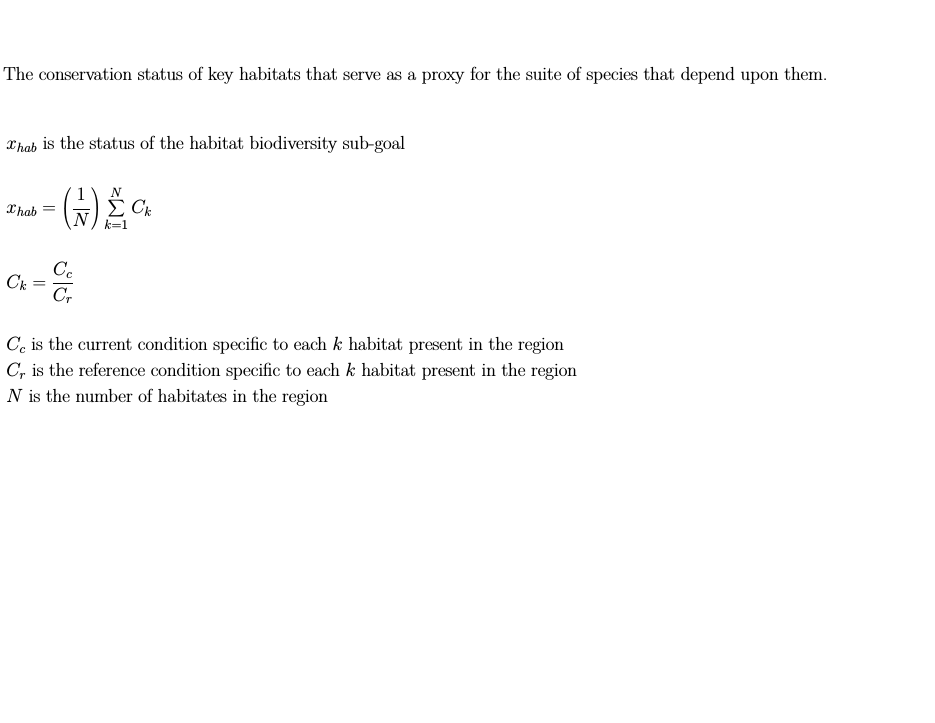 The conservation status of key habitats that serve as a proxy for the suite of species that depend upon them.
x_{hab} is the status of the habitat biodiversity sub-goal
x_{hab} = \left(\frac{1}{N}\right) \sum_{k=1}^{N} C_k
C_k = \frac{C_c}{C_r}
C_c is the current condition specific to each k habitat present in the region
C_r is the reference condition specific to each k habitat present in the region
N is the number of habitates in the region